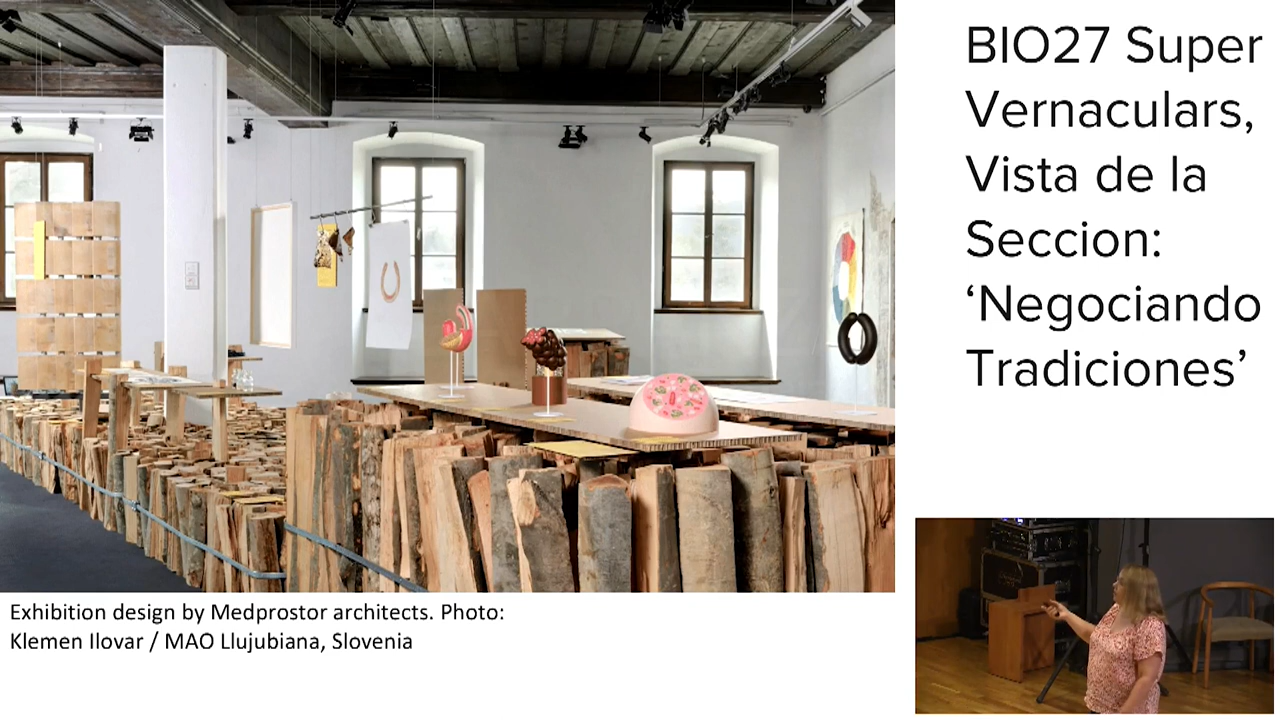 BIO27 Super
Vernaculars,
Vista de la
Seccion:
‘Negociando
Tradiciones’
Exhibition design by Medprostor architects. Photo:
Klemen Ilovar / MAO Llujubiana, Slovenia